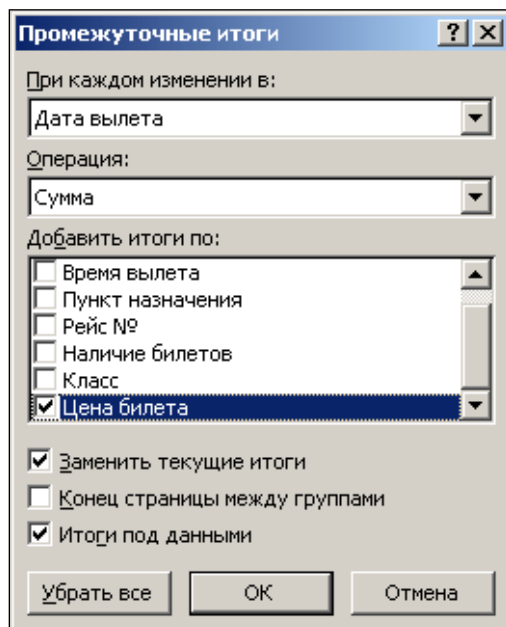 Промежуточные итоги
При каждом изменении в:
Дата вылета
Операция:
Сумма
Добавить итоги по:
Время вылета
Пункт назначения
Рейс №
Наличие билетов
Класс
Цена билета
Заменить текущие итоги
Конец страницы между группами
Итоги под данными
Убрать все ОК Отмена